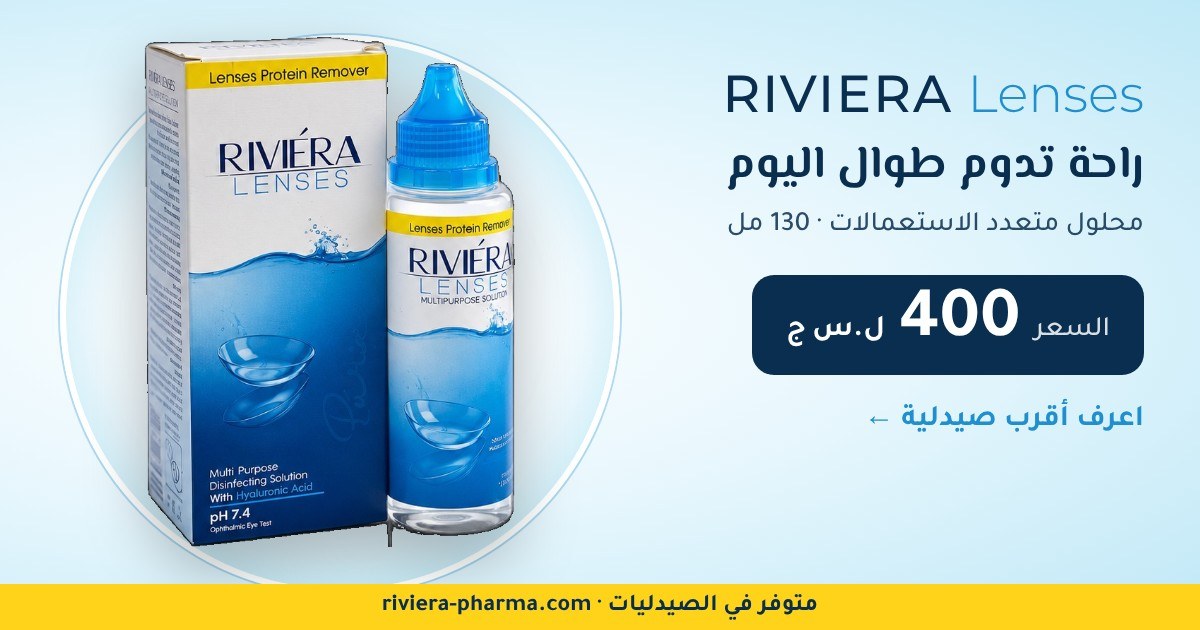 RIVIERA Lenses
راحة تدوم طوال اليوم
محلول متعدد الاستعمالات · 130 مل
السعر 400 ل.س ج
اعرف أقرب صيدلية ←
Lenses Protein Remover
RIVIÉRA
LENSES
Multi Purpose
Disinfecting Solution
With Hyaluronic Acid
pH 7.4
Ophthalmic Eye Test
Lenses Protein Remover
RIVIÉRA
LENSES
MULTIPURPOSE SOLUTION
متوفر في الصيدليات · riviera-pharma.com